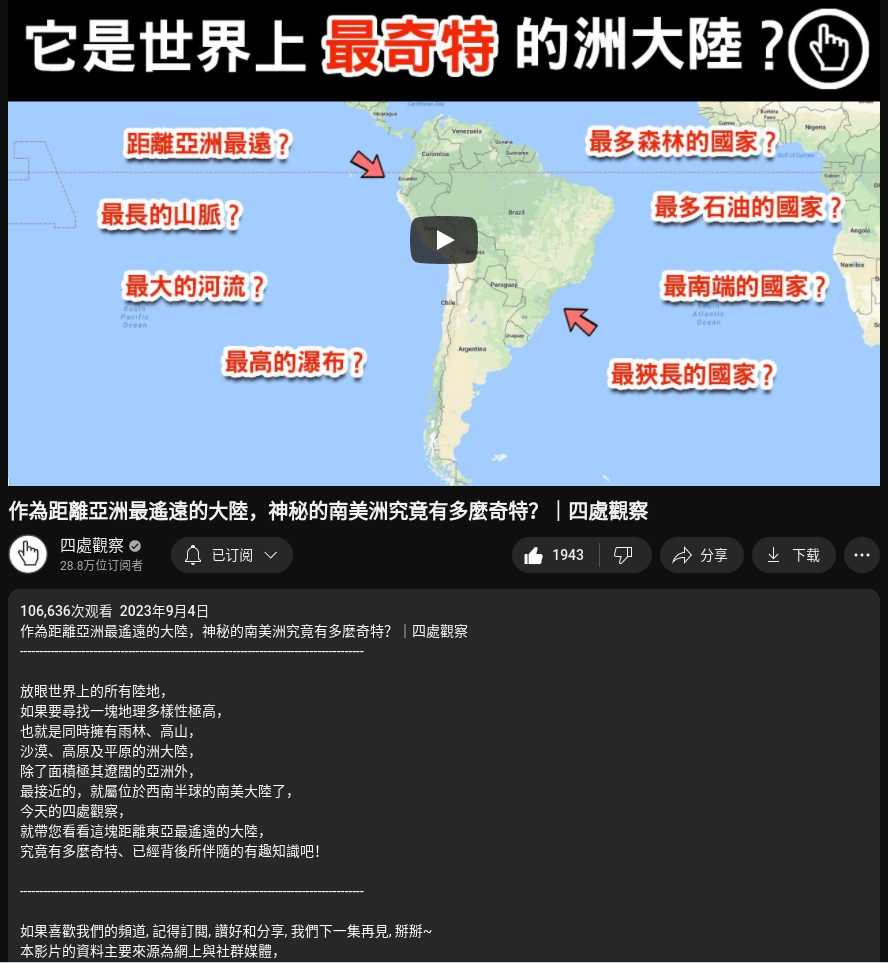 它是世界上 最奇特 的洲大陸？
Caribbean Sea
Nicaragua
Venezuela
Guyana
Suriname
Burkina Faso
Guinea
Nigeria
距離亞洲最遠？
最多森林的國家？
Colombia
Gulf of Guinea
Ecuador
Gabon
最長的山脈？
Brazil
最多石油的國家？
Angola
Bolivia
最大的河流？
Namibia
Paraguay
最南端的國家？
Chile
South Pacific Ocean
South Atlantic Ocean
Uruguay
Argentina
最高的瀑布？
最狹長的國家？
作為距離亞洲最遙遠的大陸，神秘的南美洲究竟有多麼奇特？｜四處觀察
四處觀察
28.8万位订阅者
已订阅
1943
分享
下载
106,636次观看 2023年9月4日
作為距離亞洲最遙遠的大陸，神秘的南美洲究竟有多麼奇特？｜四處觀察
-----------------------------------------------------------------------------------------
放眼世界上的所有陸地，
如果要尋找一塊地理多樣性極高，
也就是同時擁有雨林、高山，
沙漠、高原及平原的洲大陸，
除了面積極其遼闊的亞洲外，
最接近的，就屬位於西南半球的南美大陸了，
今天的四處觀察，
就帶您看看這塊距離東亞最遙遠的大陸，
究竟有多麼奇特、已經背後所伴隨的有趣知識吧！
-----------------------------------------------------------------------------------------
如果喜歡我們的頻道, 記得訂閱, 讚好和分享, 我們下一集再見, 掰掰~
本影片的資料主要來源為網上與社群媒體，